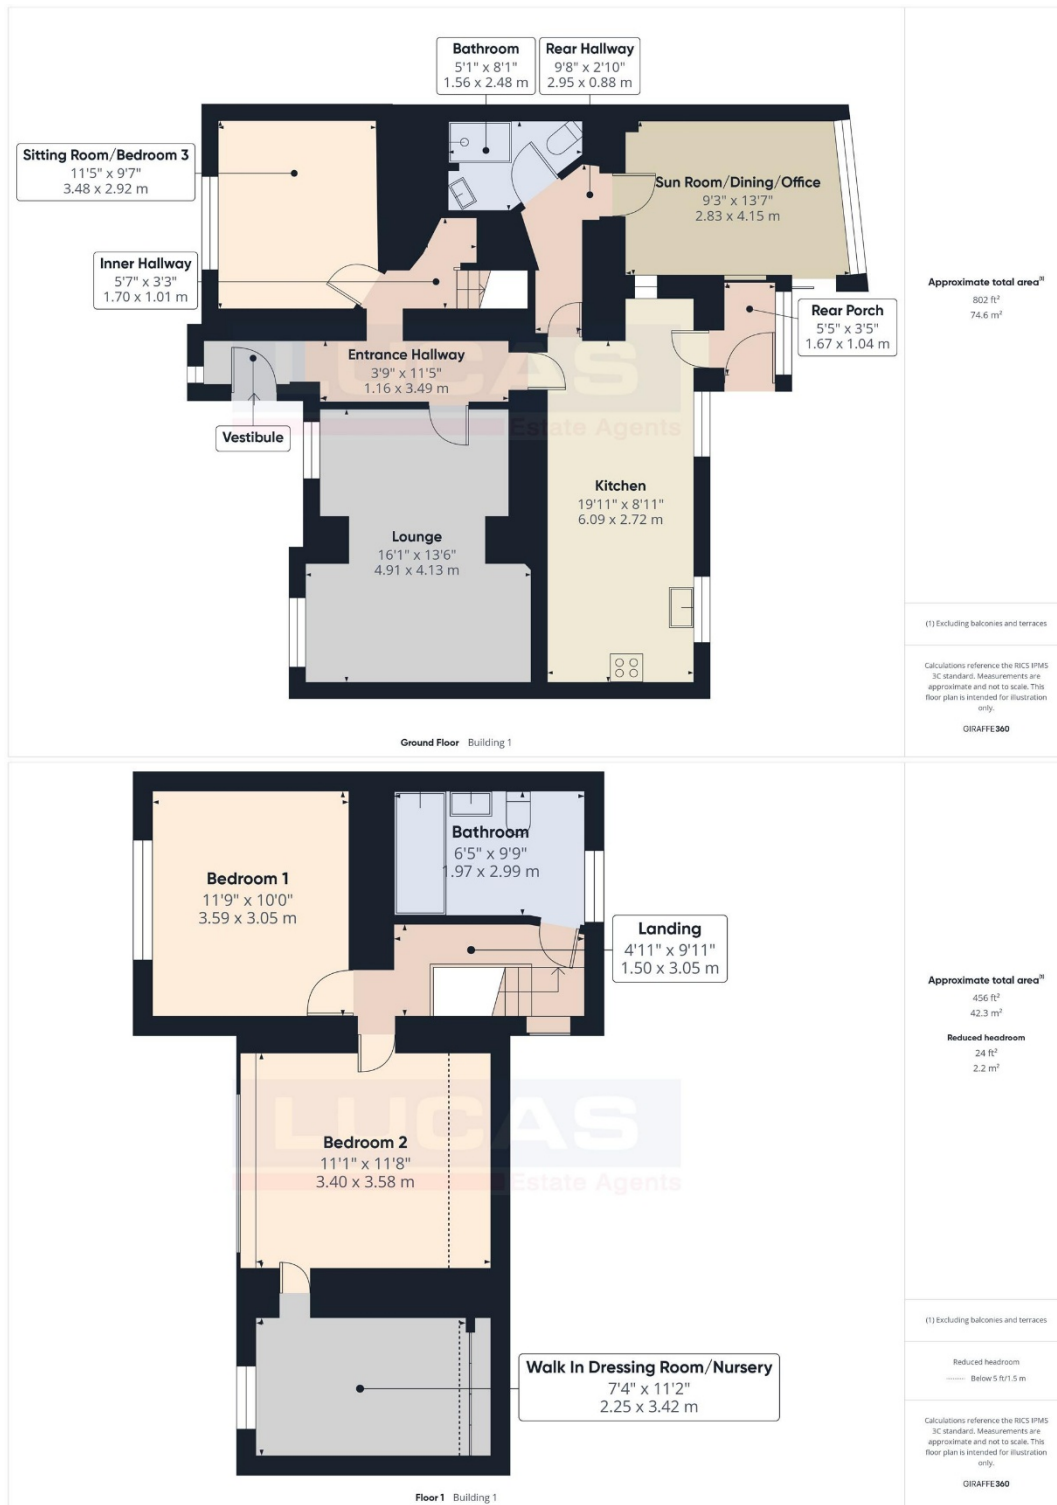 Bathroom
5'1" x 8'1"
1.56 x 2.48 m
Rear Hallway
9'8" x 2'10"
2.95 x 0.88 m
Sitting Room/Bedroom 3
11'5" x 9'7"
3.48 x 2.92 m
Sun Room/Dining/Office
9'3" x 13'7"
2.83 x 4.15 m
Inner Hallway
5'7" x 3'3"
1.70 x 1.01 m
Rear Porch
5'5" x 3'5"
1.67 x 1.04 m
Entrance Hallway
3'9" x 11'5"
1.16 x 3.49 m
Vestibule
LUCAS
Estate Agents
Kitchen
19'11" x 8'11"
6.09 x 2.72 m
Lounge
16'1" x 13'6"
4.91 x 4.13 m
Ground Floor Building 1
Approximate total area⁽¹⁾
802 ft²
74.6 m²
(1) Excluding balconies and terraces
Calculations reference the RICS IPMS
3C standard. Measurements are
approximate and not to scale. This
floor plan is intended for illustration
only.
GIRAFFE360
Bedroom 1
11'9" x 10'0"
3.59 x 3.05 m
Bathroom
6'5" x 9'9"
1.97 x 2.99 m
Landing
4'11" x 9'11"
1.50 x 3.05 m
LUCAS
Estate Agents
Bedroom 2
11'1" x 11'8"
3.40 x 3.58 m
Walk In Dressing Room/Nursery
7'4" x 11'2"
2.25 x 3.42 m
Floor 1 Building 1
Approximate total area⁽¹⁾
456 ft²
42.3 m²
Reduced headroom
24 ft²
2.2 m²
(1) Excluding balconies and terraces
Reduced headroom
Below 5 ft/1.5 m
Calculations reference the RICS IPMS
3C standard. Measurements are
approximate and not to scale. This
floor plan is intended for illustration
only.
GIRAFFE360